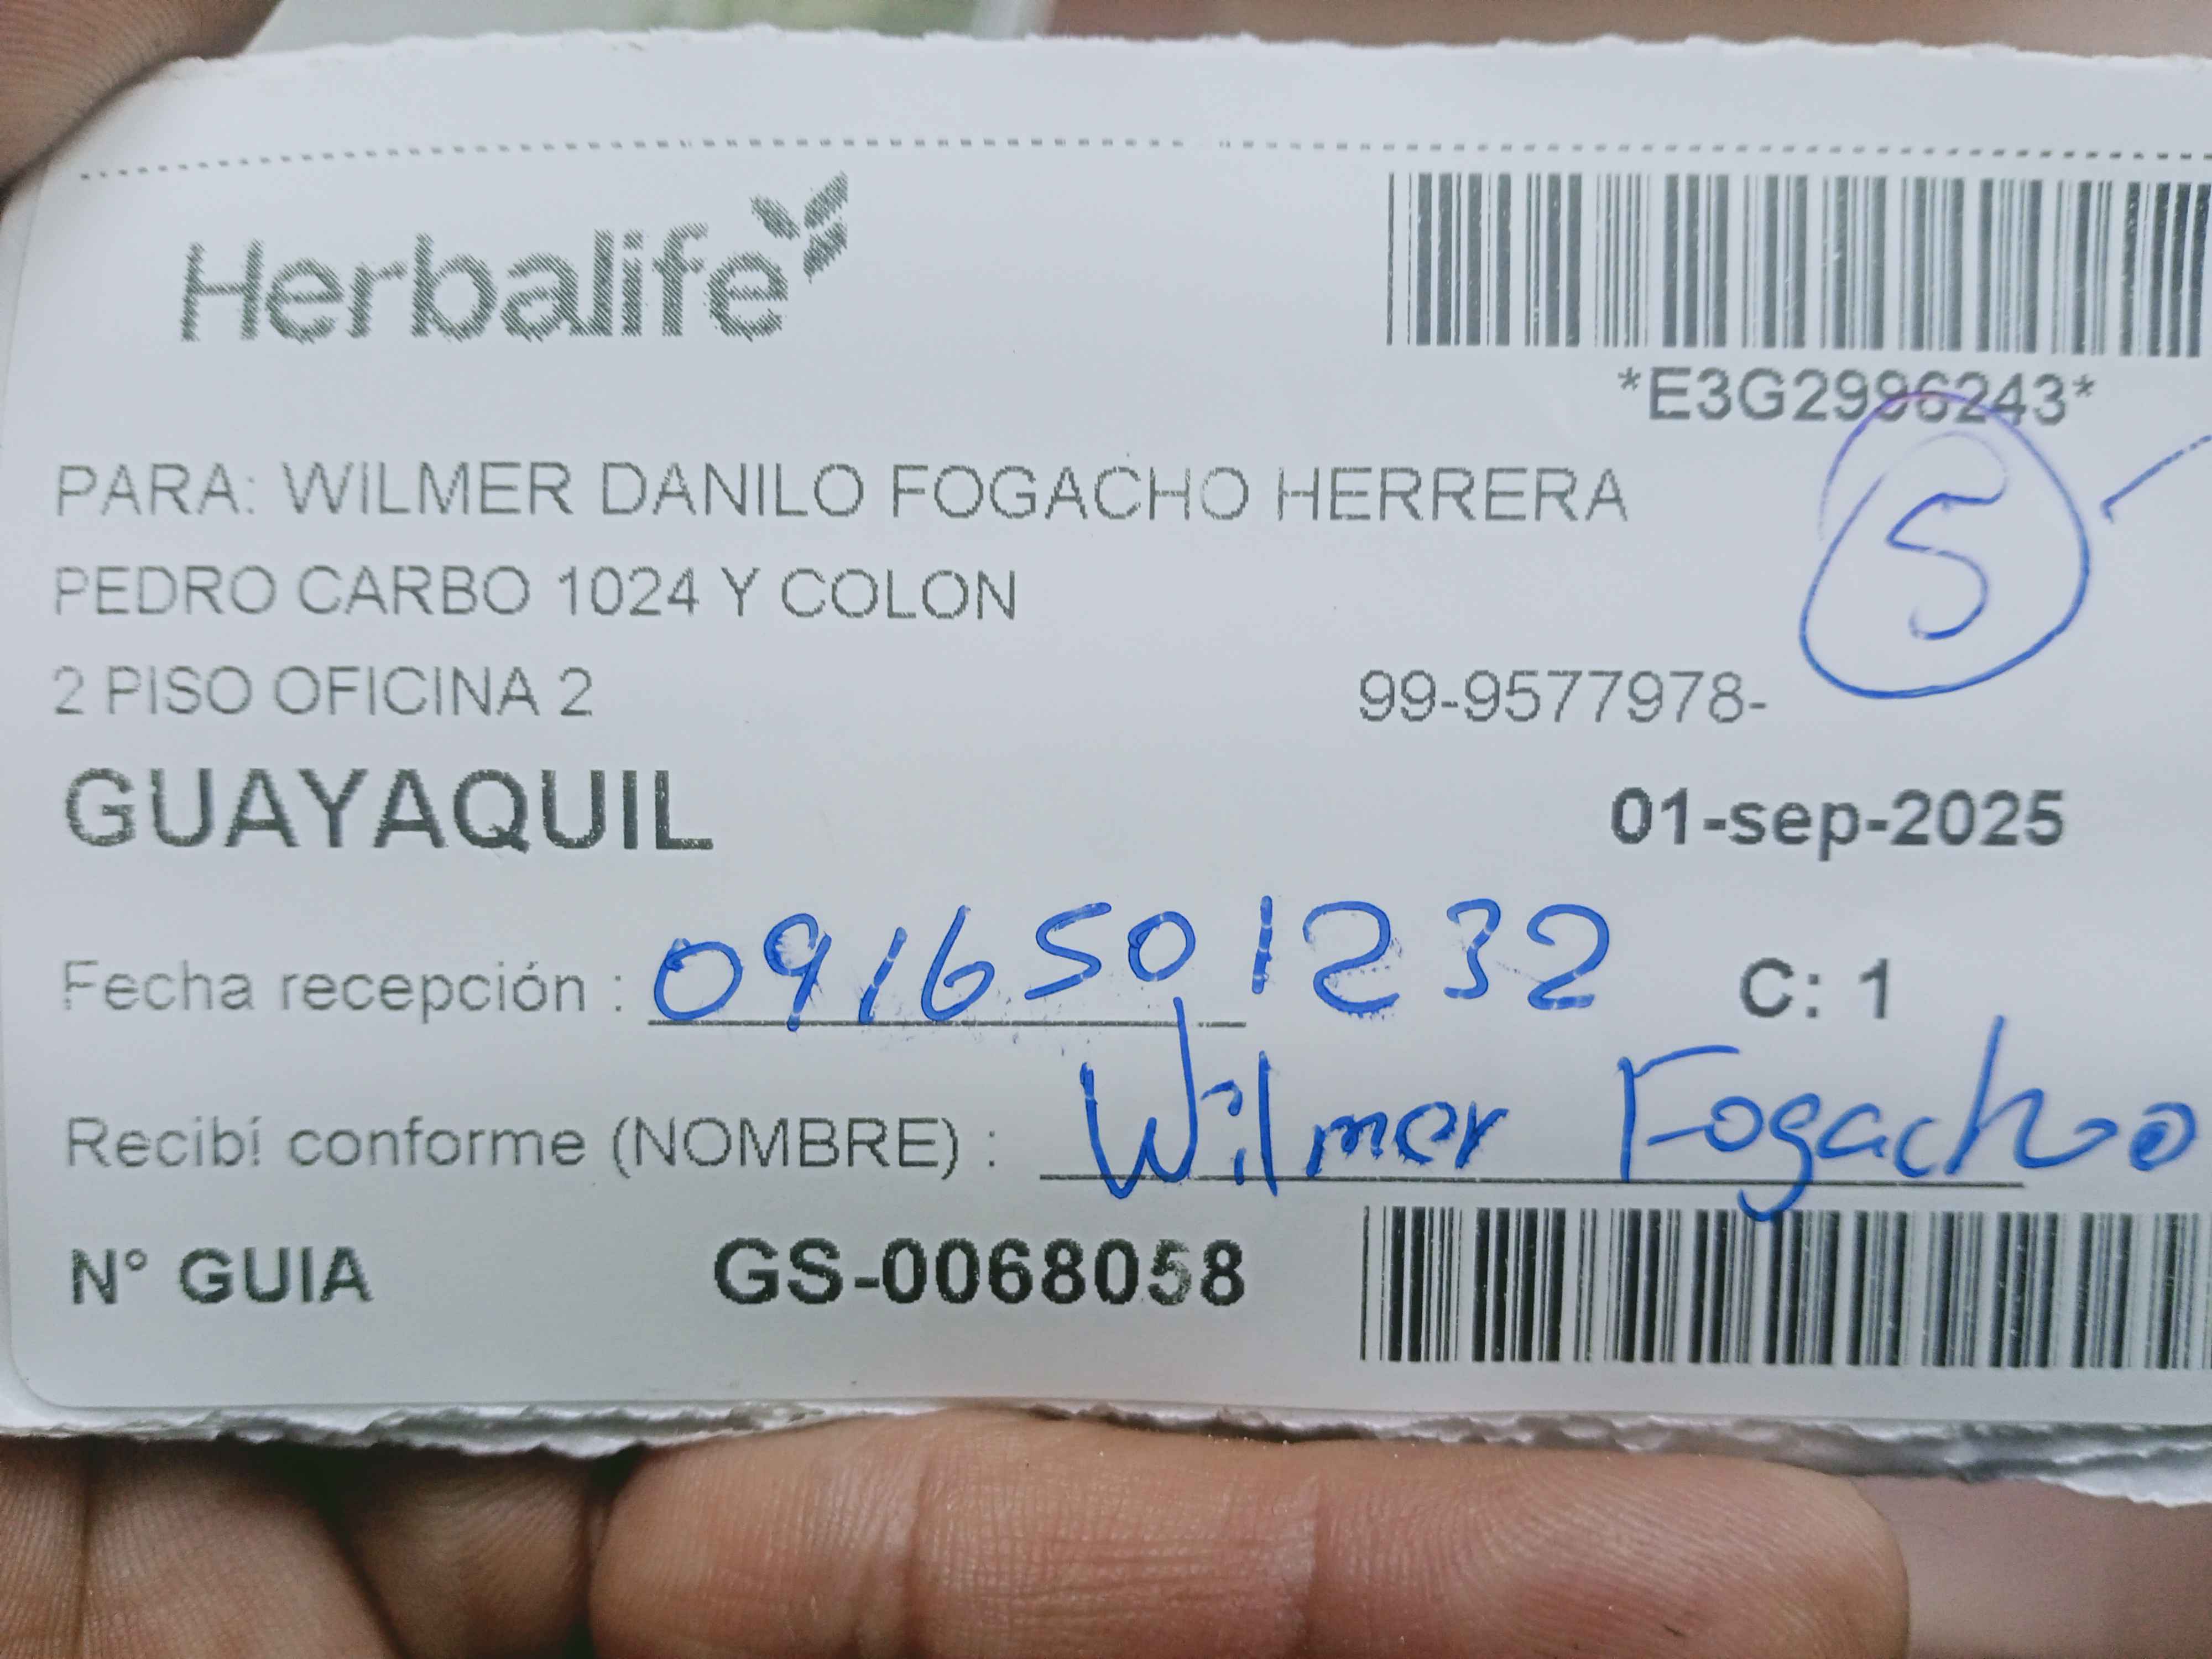 Herbalife
*E3G2996243*
5
PARA: WILMER DANILO FOGACHO HERRERA
PEDRO CARBO 1024 Y COLON
2 PISO OFICINA 2 99-9577978-
GUAYAQUIL 01-sep-2025
Fecha recepción : 0916501232 C: 1
Recibí conforme (NOMBRE) : Wilmer Fogacho
N° GUIA GS-0068058